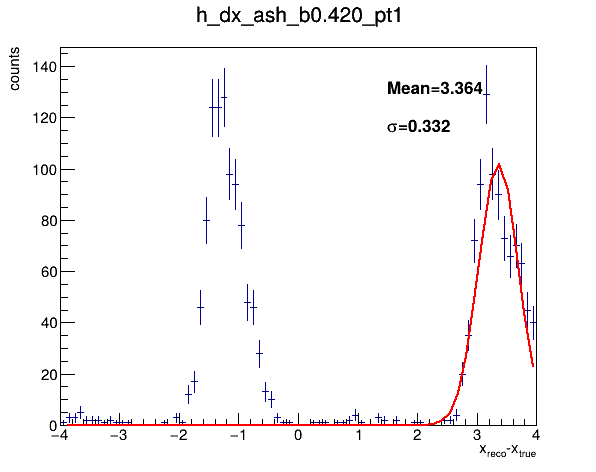 h_dx_ash_b0.420_pt1
counts
140
120
100
80
60
40
20
0
Mean=3.364
σ=0.332
−4 −3 −2 −1 0 1 2 3 4
xreco-xtrue